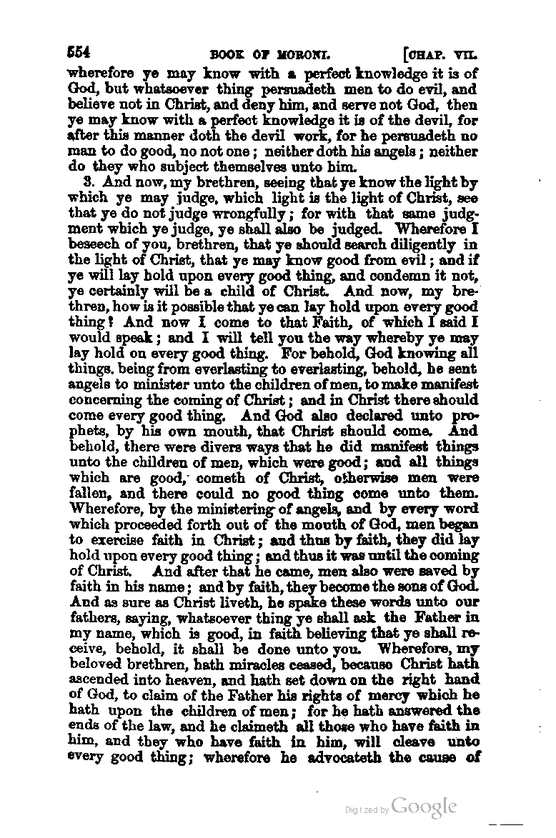 554 BOOK OF MORONI. [CHAP. VII.
wherefore ye may know with a perfect knowledge it is of
God, but whatsoever thing persuadeth men to do evil, and
believe not in Christ, and deny him, and serve not God, then
ye may know with a perfect knowledge it is of the devil, for
after this manner doth the devil work, for he persuadeth no
man to do good, no not one; neither doth his angels; neither
do they who subject themselves unto him.
3. And now, my brethren, seeing that ye know the light by
which ye may judge, which light is the light of Christ, see
that ye do not judge wrongfully; for with that same judg-
ment which ye judge, ye shall also be judged. Wherefore I
beseech of you, brethren, that ye should search diligently in
the light of Christ, that ye may know good from evil; and if
ye will lay hold upon every good thing, and condemn it not,
ye certainly will be a child of Christ. And now, my bre-
thren, how is it possible that ye can lay hold upon every good
thing? And now I come to that Faith, of which I said I
would speak; and I will tell you the way whereby ye may
lay hold on every good thing. For behold, God knowing all
things, being from everlasting to everlasting, behold, he sent
angels to minister unto the children of men, to make manifest
concerning the coming of Christ; and in Christ there should
come every good thing. And God also declared unto pro-
phets, by his own mouth, that Christ should come. And
behold, there were divers ways that he did manifest things
unto the children of men, which were good; and all things
which are good, cometh of Christ, otherwise men were
fallen, and there could no good thing come unto them.
Wherefore, by the ministering of angels, and by every word
which proceeded forth out of the mouth of God, men began
to exercise faith in Christ; and thus by faith, they did lay
hold upon every good thing; and thus it was until the coming
of Christ. And after that he came, men also were saved by
faith in his name; and by faith, they become the sons of God.
And as sure as Christ liveth, he spake these words unto our
fathers, saying, whatsoever thing ye shall ask the Father in
my name, which is good, in faith believing that ye shall re-
ceive, behold, it shall be done unto you. Wherefore, my
beloved brethren, hath miracles ceased, because Christ hath
ascended into heaven, and hath set down on the right hand
of God, to claim of the Father his rights of mercy which he
hath upon the children of men; for he hath answered the
ends of the law, and he claimeth all those who have faith in
him, and they who have faith in him, will cleave unto
every good thing; wherefore he advocateth the cause of
Digitized by Google